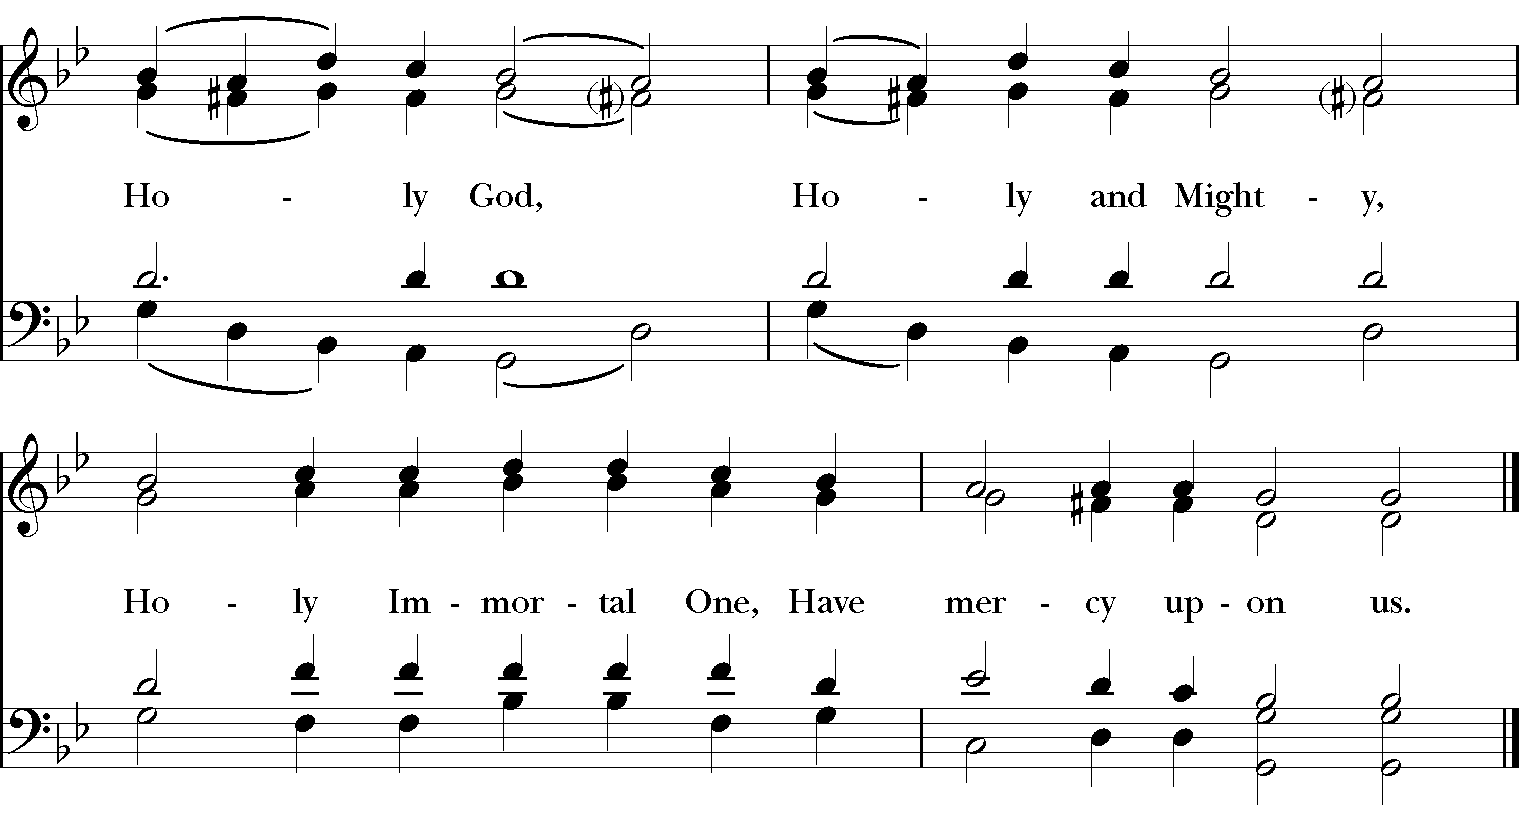 Ho - ly God, Ho - ly and Might - y,
Ho - ly Im - mor - tal One, Have mer - cy up - on us.